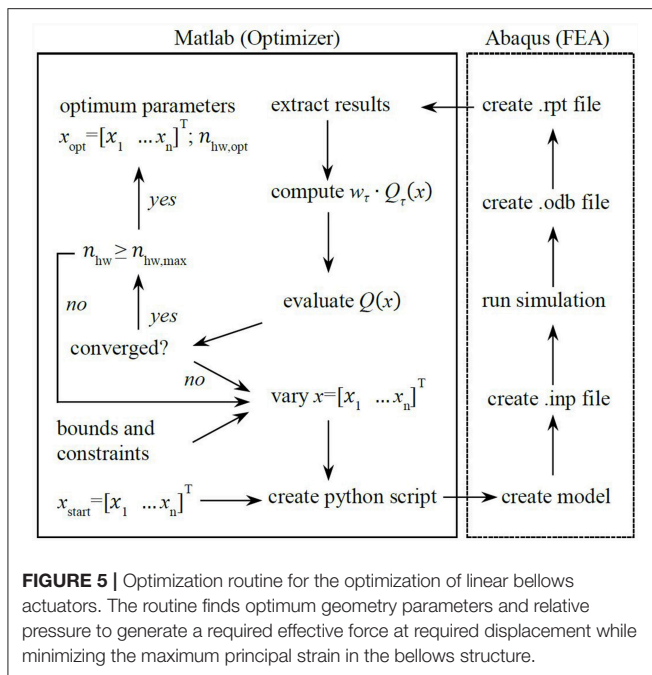 Matlab (Optimizer)
Abaqus (FEA)
optimum parameters
x_opt=[x_1 ...x_n]^T; n_hw,opt
yes
n_hw ≥ n_hw,max
no
yes
converged?
no
bounds and
constraints
x_start=[x_1 ...x_n]^T
extract results
compute w_τ · Q_τ(x)
evaluate Q(x)
vary x=[x_1 ...x_n]^T
create python script
create .rpt file
create .odb file
run simulation
create .inp file
create model
FIGURE 5 | Optimization routine for the optimization of linear bellows
actuators. The routine finds optimum geometry parameters and relative
pressure to generate a required effective force at required displacement while
minimizing the maximum principal strain in the bellows structure.